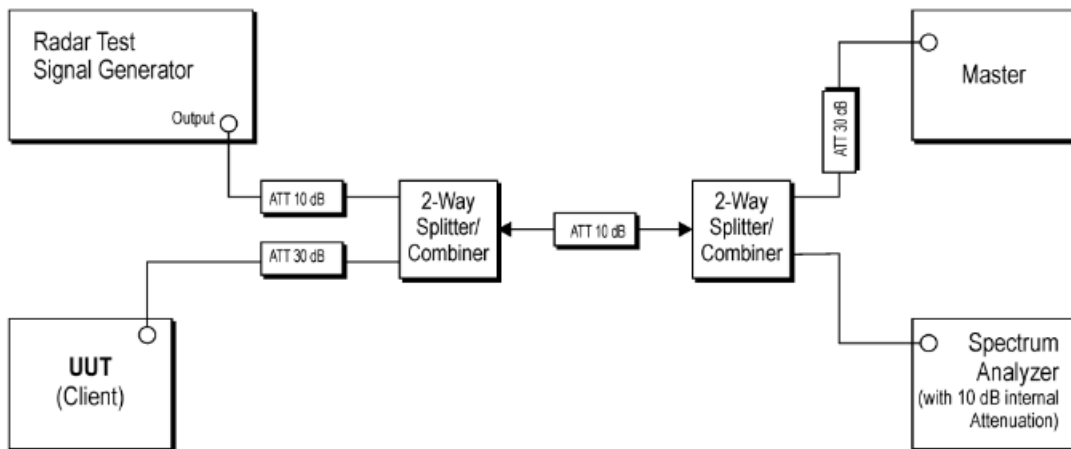 Radar Test
Signal Generator
Output
Master
ATT 30 dB
ATT 10 dB
2-Way
Splitter/
Combiner
ATT 10 dB
2-Way
Splitter/
Combiner
ATT 30 dB
UUT
(Client)
Spectrum
Analyzer
(with 10 dB internal
Attenuation)